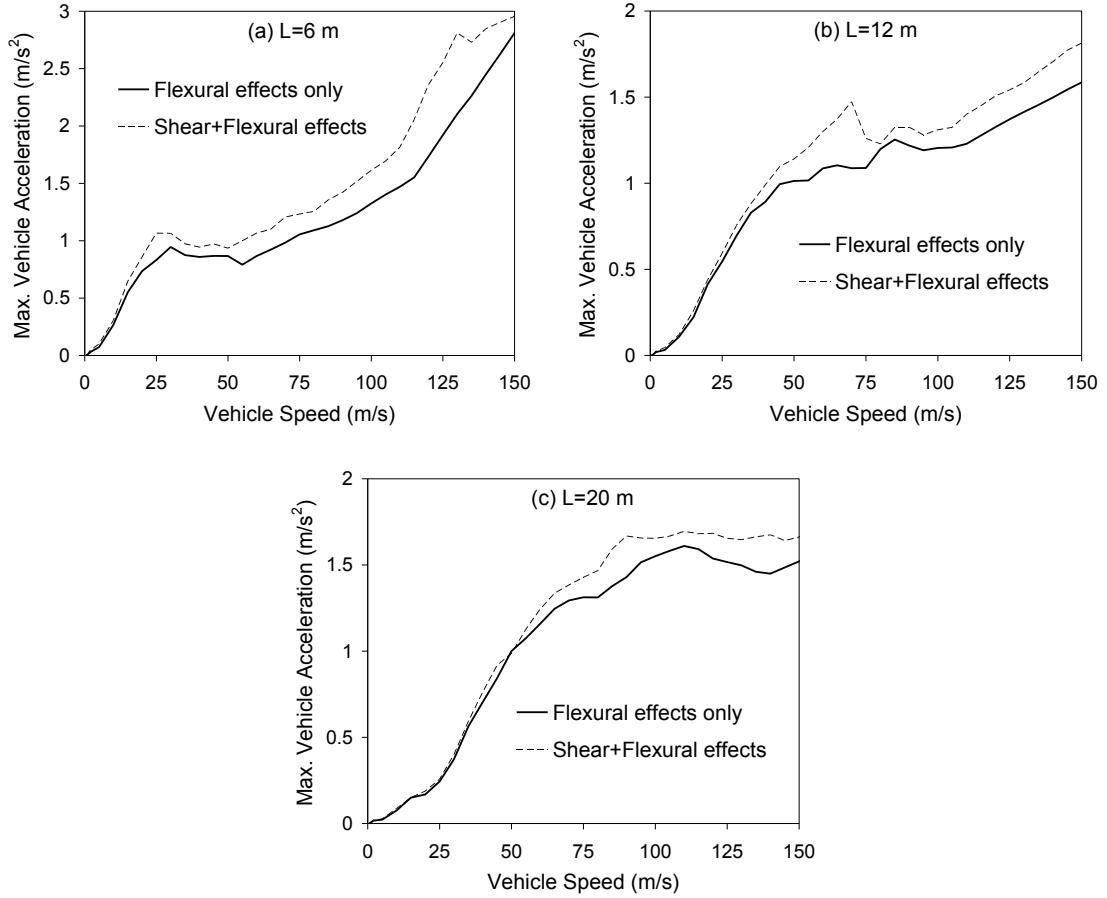 (a) L=6 m
Max. Vehicle Acceleration (m/s²)
3
2.5
2
1.5
1
0.5
0
Flexural effects only
Shear+Flexural effects
0 25 50 75 100 125 150
Vehicle Speed (m/s)
(b) L=12 m
Max. Vehicle Acceleration (m/s²)
2
1.5
1
0.5
0
Flexural effects only
Shear+Flexural effects
0 25 50 75 100 125 150
Vehicle Speed (m/s)
(c) L=20 m
Max. Vehicle Acceleration (m/s²)
2
1.5
1
0.5
0
Flexural effects only
Shear+Flexural effects
0 25 50 75 100 125 150
Vehicle Speed (m/s)